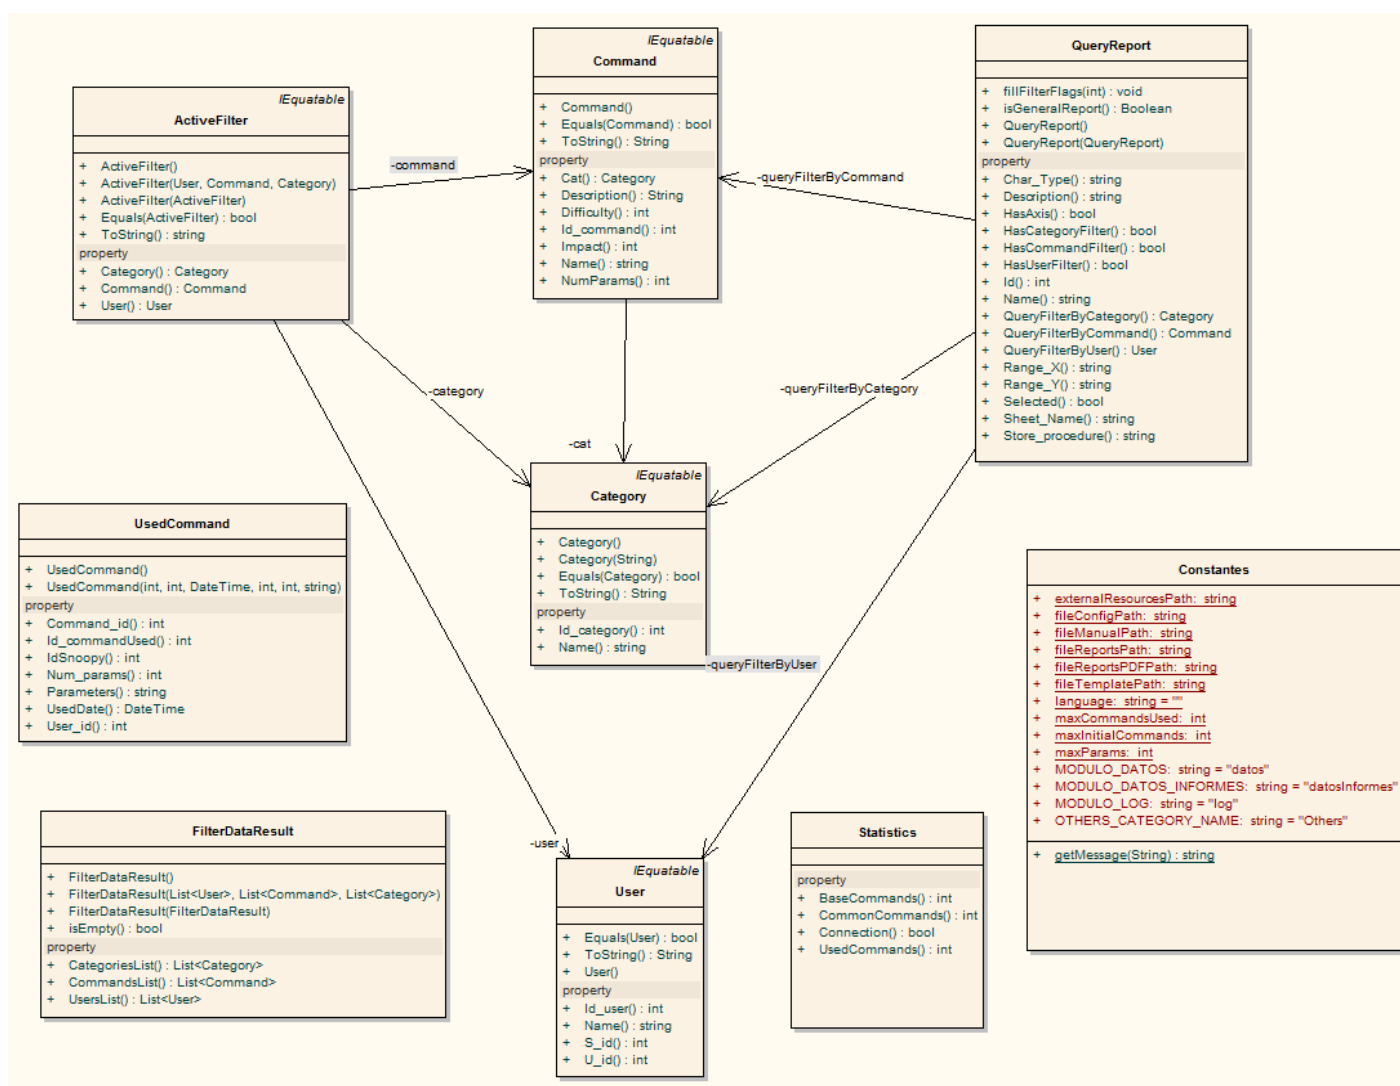 IEquatable
ActiveFilter
+ ActiveFilter()
+ ActiveFilter(User, Command, Category)
+ ActiveFilter(ActiveFilter)
+ Equals(ActiveFilter) : bool
+ ToString() : string
property
+ Category() : Category
+ Command() : Command
+ User() : User
-command
IEquatable
Command
+ Command()
+ Equals(Command) : bool
+ ToString() : String
property
+ Cat() : Category
+ Description() : String
+ Difficulty() : int
+ Id_command() : int
+ Impact() : int
+ Name() : string
+ NumParams() : int
-queryFilterByCommand
QueryReport
+ fillFilterFlags(int) : void
+ isGeneralReport() : Boolean
+ QueryReport()
+ QueryReport(QueryReport)
property
+ Char_Type() : string
+ Description() : string
+ HasAxis() : bool
+ HasCategoryFilter() : bool
+ HasCommandFilter() : bool
+ HasUserFilter() : bool
+ Id() : int
+ Name() : string
+ QueryFilterByCategory() : Category
+ QueryFilterByCommand() : Command
+ QueryFilterByUser() : User
+ Range_X() : string
+ Range_Y() : string
+ Selected() : bool
+ Sheet_Name() : string
+ Store_procedure() : string
-category
-queryFilterByCategory
-cat
IEquatable
Category
+ Category()
+ Category(String)
+ Equals(Category) : bool
+ ToString() : String
property
+ Id_category() : int
+ Name() : string
-queryFilterByUser
UsedCommand
+ UsedCommand()
+ UsedCommand(int, int, DateTime, int, int, string)
property
+ Command_id() : int
+ Id_commandUsed() : int
+ IdSnoopy() : int
+ Num_params() : int
+ Parameters() : string
+ UsedDate() : DateTime
+ User_id() : int
Constantes
+ externalResourcesPath: string
+ fileConfigPath: string
+ fileManualPath: string
+ fileReportsPath: string
+ fileReportsPDFPath: string
+ fileTemplatePath: string
+ language: string = ""
+ maxCommandsUsed: int
+ maxInitialCommands: int
+ maxParams: int
+ MODULO_DATOS: string = "datos"
+ MODULO_DATOS_INFORMES: string = "datosInformes"
+ MODULO_LOG: string = "log"
+ OTHERS_CATEGORY_NAME: string = "Others"
+ getMessage(String) : string
FilterDataResult
+ FilterDataResult()
+ FilterDataResult(List<User>, List<Command>, List<Category>)
+ FilterDataResult(FilterDataResult)
+ isEmpty() : bool
property
+ CategoriesList() : List<Category>
+ CommandsList() : List<Command>
+ UsersList() : List<User>
-user
IEquatable
User
+ Equals(User) : bool
+ ToString() : String
+ User()
property
+ Id_user() : int
+ Name() : string
+ S_id() : int
+ U_id() : int
Statistics
property
+ BaseCommands() : int
+ CommonCommands() : int
+ Connection() : bool
+ UsedCommands() : int